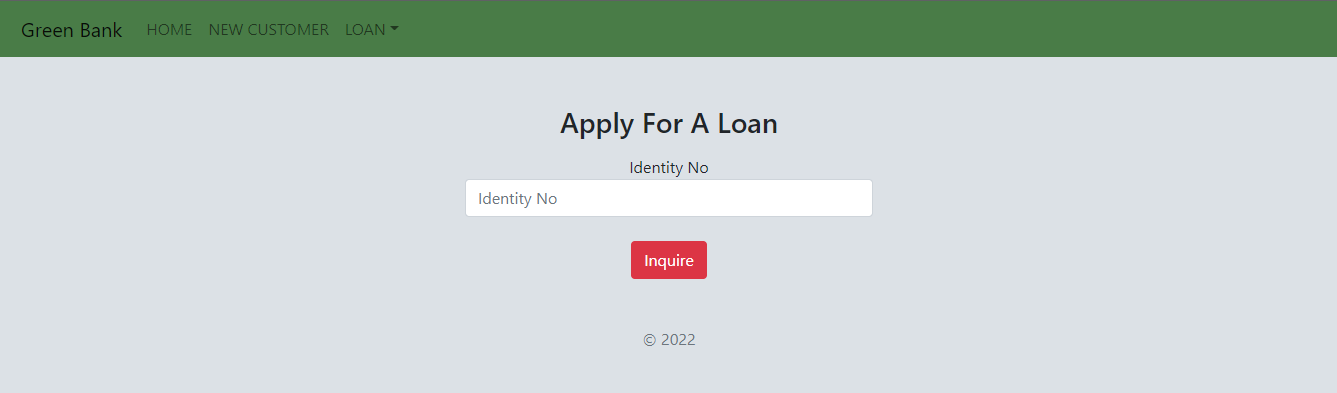 Green Bank HOME NEW CUSTOMER LOAN
Apply For A Loan
Identity No
Identity No
Inquire
© 2022